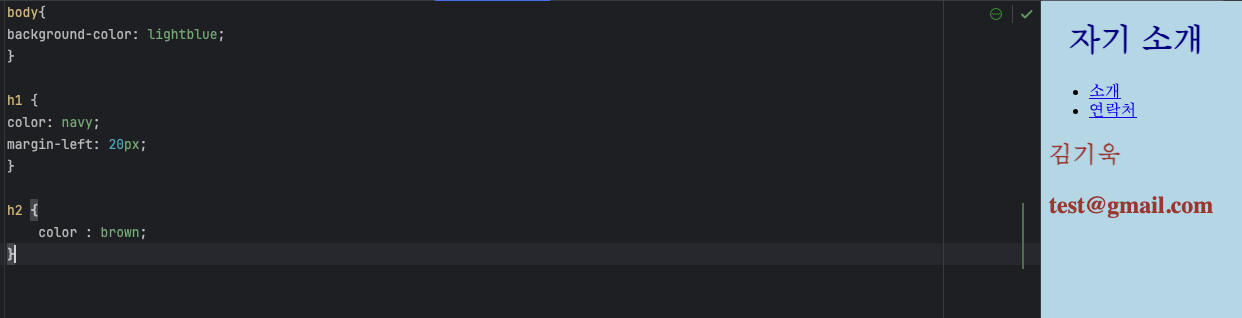 body{
background-color: lightblue;
}
h1 {
color: navy;
margin-left: 20px;
}
h2 {
    color : brown;
}
자기 소개
소개
연락처
김기욱
test@gmail.com